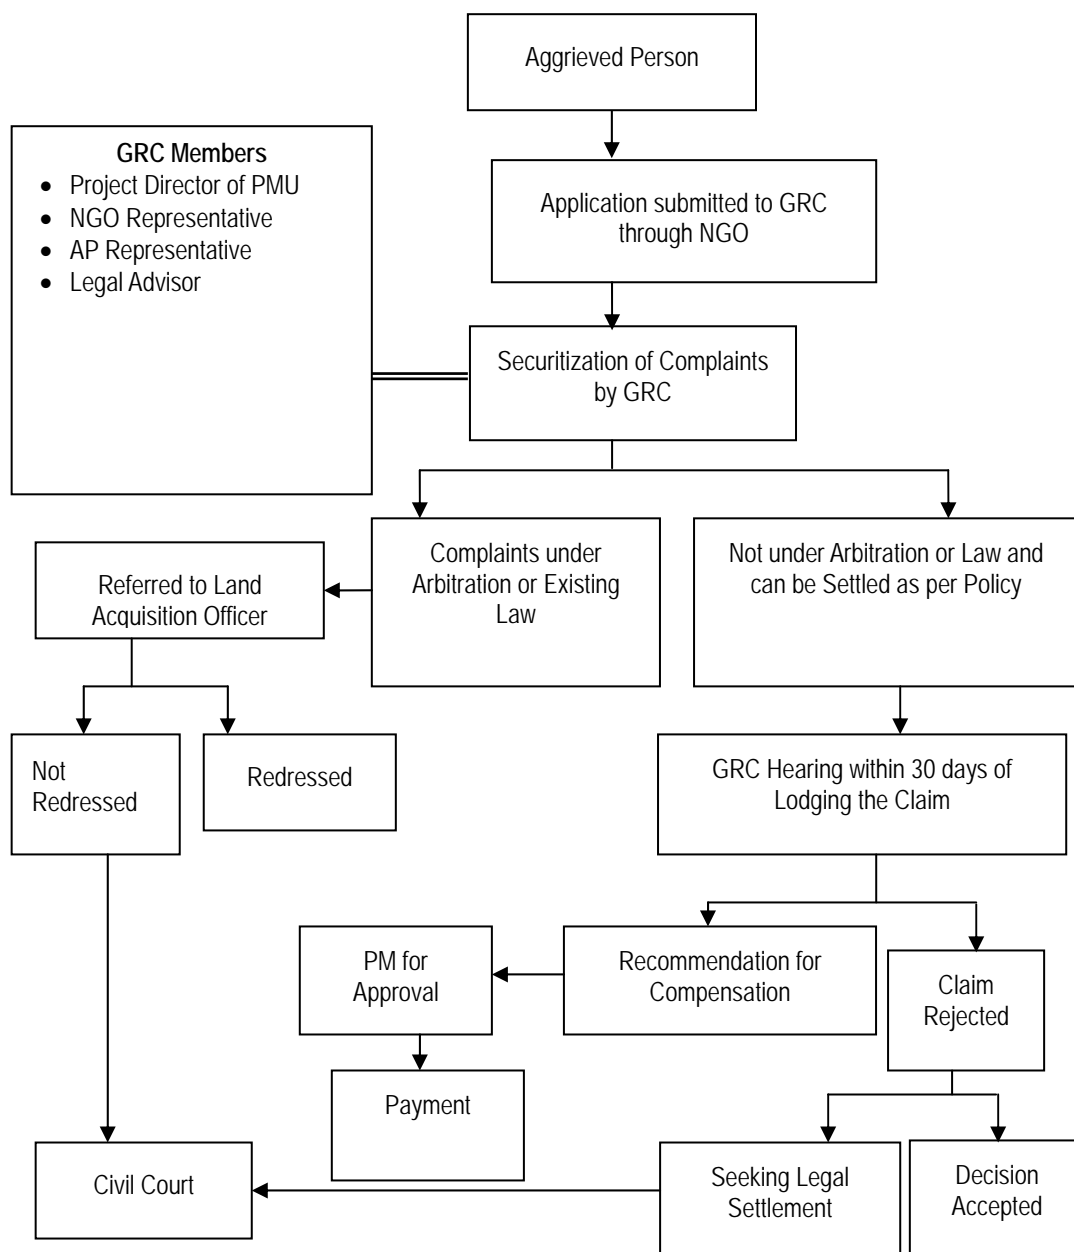 Aggrieved Person
GRC Members
• Project Director of PMU
• NGO Representative
• AP Representative
• Legal Advisor
Application submitted to GRC
through NGO
Securitization of Complaints
by GRC
Complaints under
Arbitration or Existing
Law
Not under Arbitration or Law and
can be Settled as per Policy
Referred to Land
Acquisition Officer
Not
Redressed
Redressed
GRC Hearing within 30 days of
Lodging the Claim
PM for
Approval
Recommendation for
Compensation
Claim
Rejected
Payment
Civil Court
Seeking Legal
Settlement
Decision
Accepted